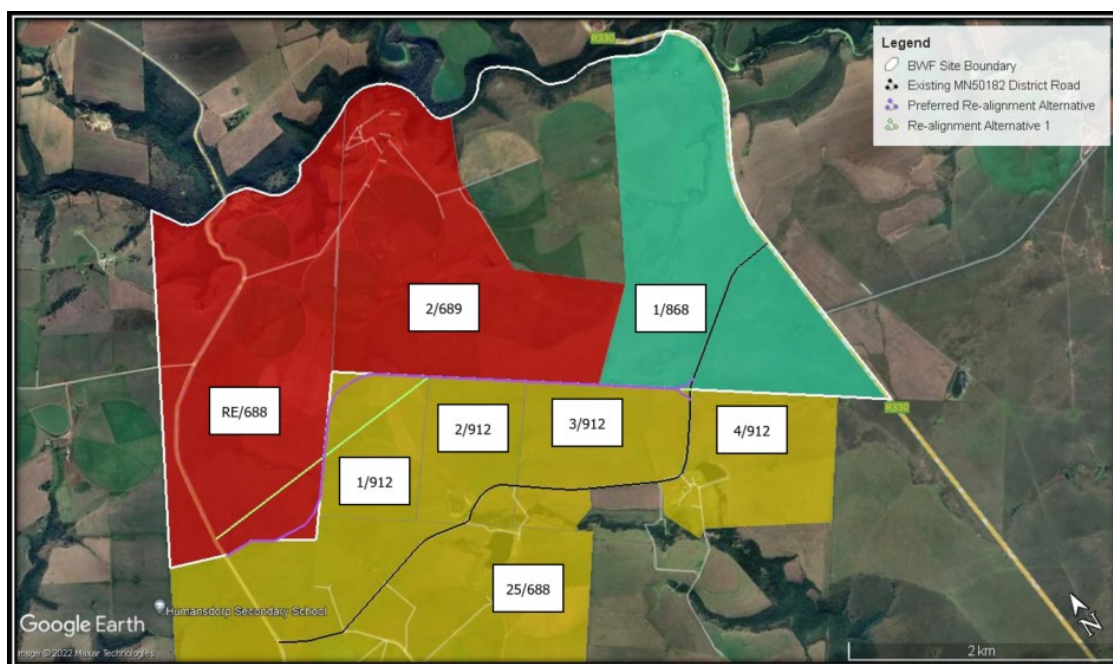 R330
Legend
BWF Site Boundary
Existing MN50182 District Road
Preferred Re-alignment Alternative
Re-alignment Alternative 1
2/689
1/868
RE/688
2/912
3/912
4/912
R330
1/912
25/688
Humansdorp Secondary School
Google Earth
Image © 2022 Maxar Technologies
N
2 km